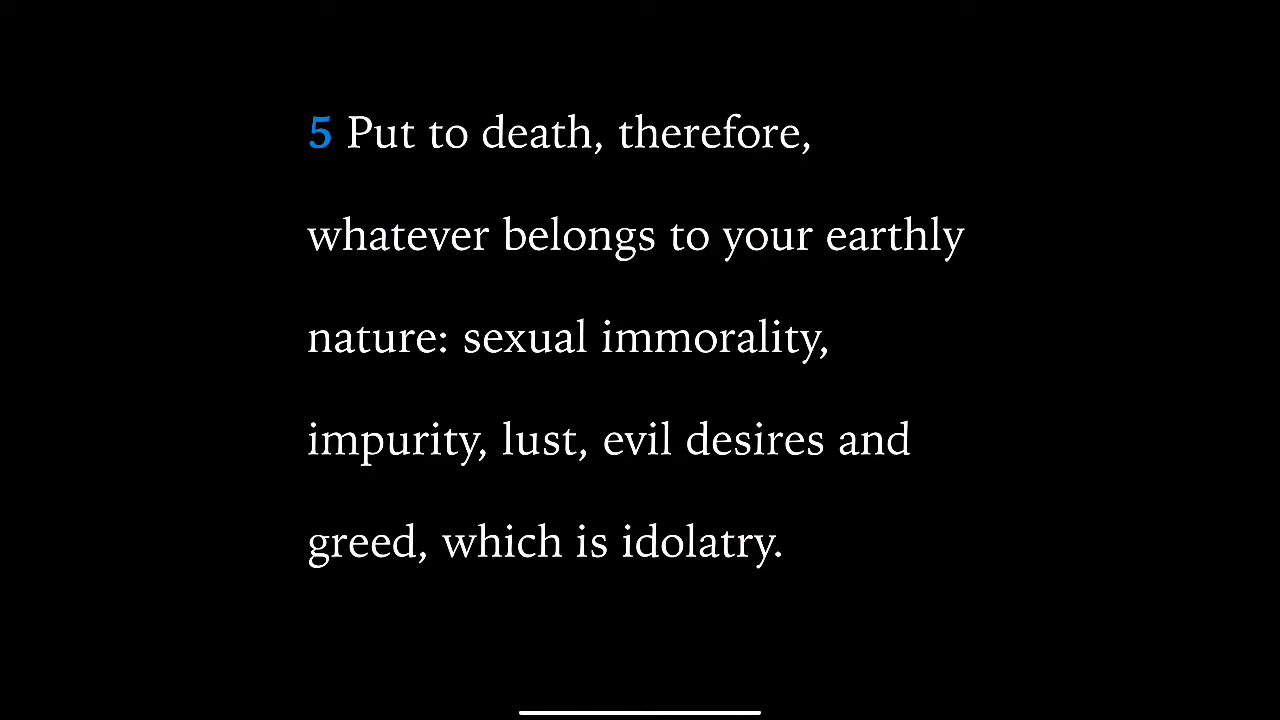 5 Put to death, therefore,
whatever belongs to your earthly
nature: sexual immorality,
impurity, lust, evil desires and
greed, which is idolatry.